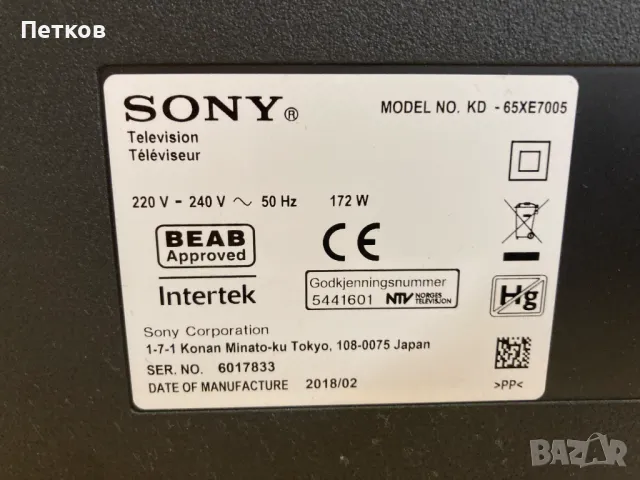 Петков
SONY®
MODEL NO. KD - 65XE7005
Television
Téléviseur
220 V - 240 V ~ 50 Hz 172 W
BEAB
Approved
CE
Intertek
Godkjenningsnummer
5441601 NTV NORGES TELEVISJON
Hg
Sony Corporation
1-7-1 Konan Minato-ku Tokyo, 108-0075 Japan
SER. NO. 6017833
DATE OF MANUFACTURE 2018/02
>PP<
BAZAR